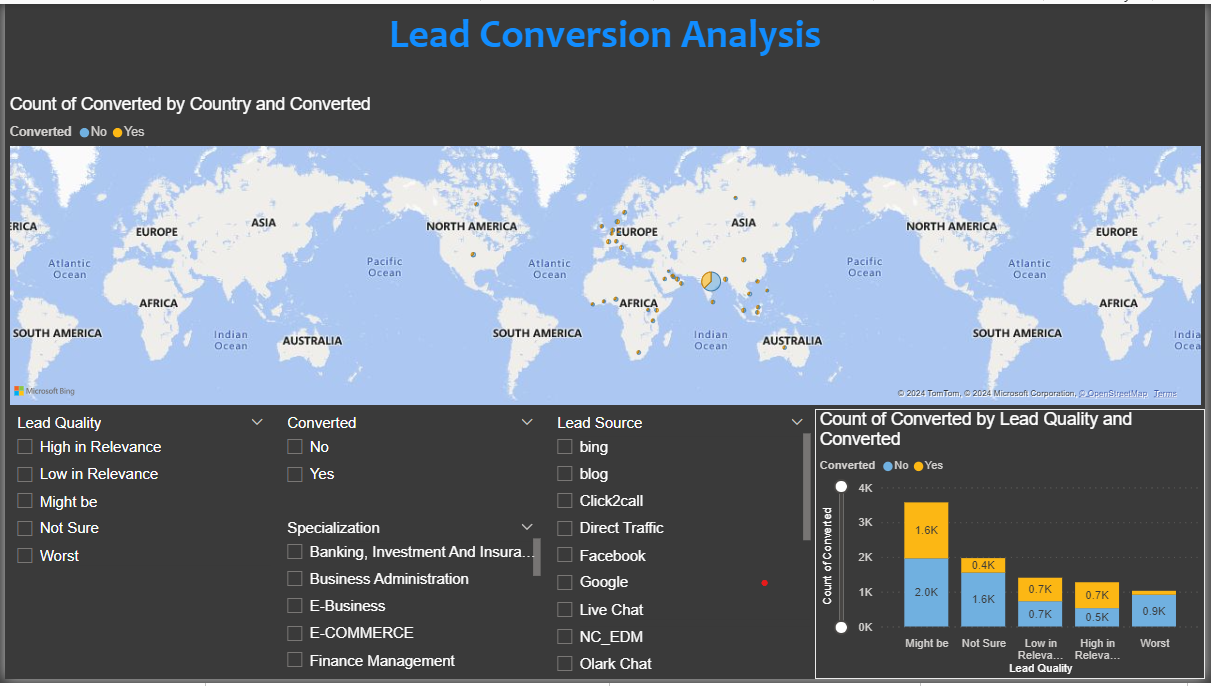 Lead Conversion Analysis
Count of Converted by Country and Converted
Converted No Yes
ERICA
EUROPE
ASIA
NORTH AMERICA
EUROPE
ASIA
NORTH AMERICA
EUROPE
Atlantic
Ocean
Pacific
Ocean
Atlantic
Ocean
Pacific
Ocean
Atlantic
Ocean
AFRICA
AFRICA
AFRICA
SOUTH AMERICA
Indian
Ocean
AUSTRALIA
SOUTH AMERICA
Indian
Ocean
AUSTRALIA
SOUTH AMERICA
India
Ocea
Microsoft Bing
© 2024 TomTom, © 2024 Microsoft Corporation, © OpenStreetMap Terms
Lead Quality
High in Relevance
Low in Relevance
Might be
Not Sure
Worst
Converted
No
Yes
Specialization
Banking, Investment And Insura...
Business Administration
E-Business
E-COMMERCE
Finance Management
Lead Source
bing
blog
Click2call
Direct Traffic
Facebook
Google
Live Chat
NC_EDM
Olark Chat
Count of Converted by Lead Quality and
Converted
Converted No Yes
Count of Converted
4K
3K
2K
1K
0K
1.6K
2.0K
0.4K
1.6K
0.7K
0.7K
0.7K
0.5K
0.9K
Might be
Not Sure
Low in
Releva...
High in
Releva...
Worst
Lead Quality